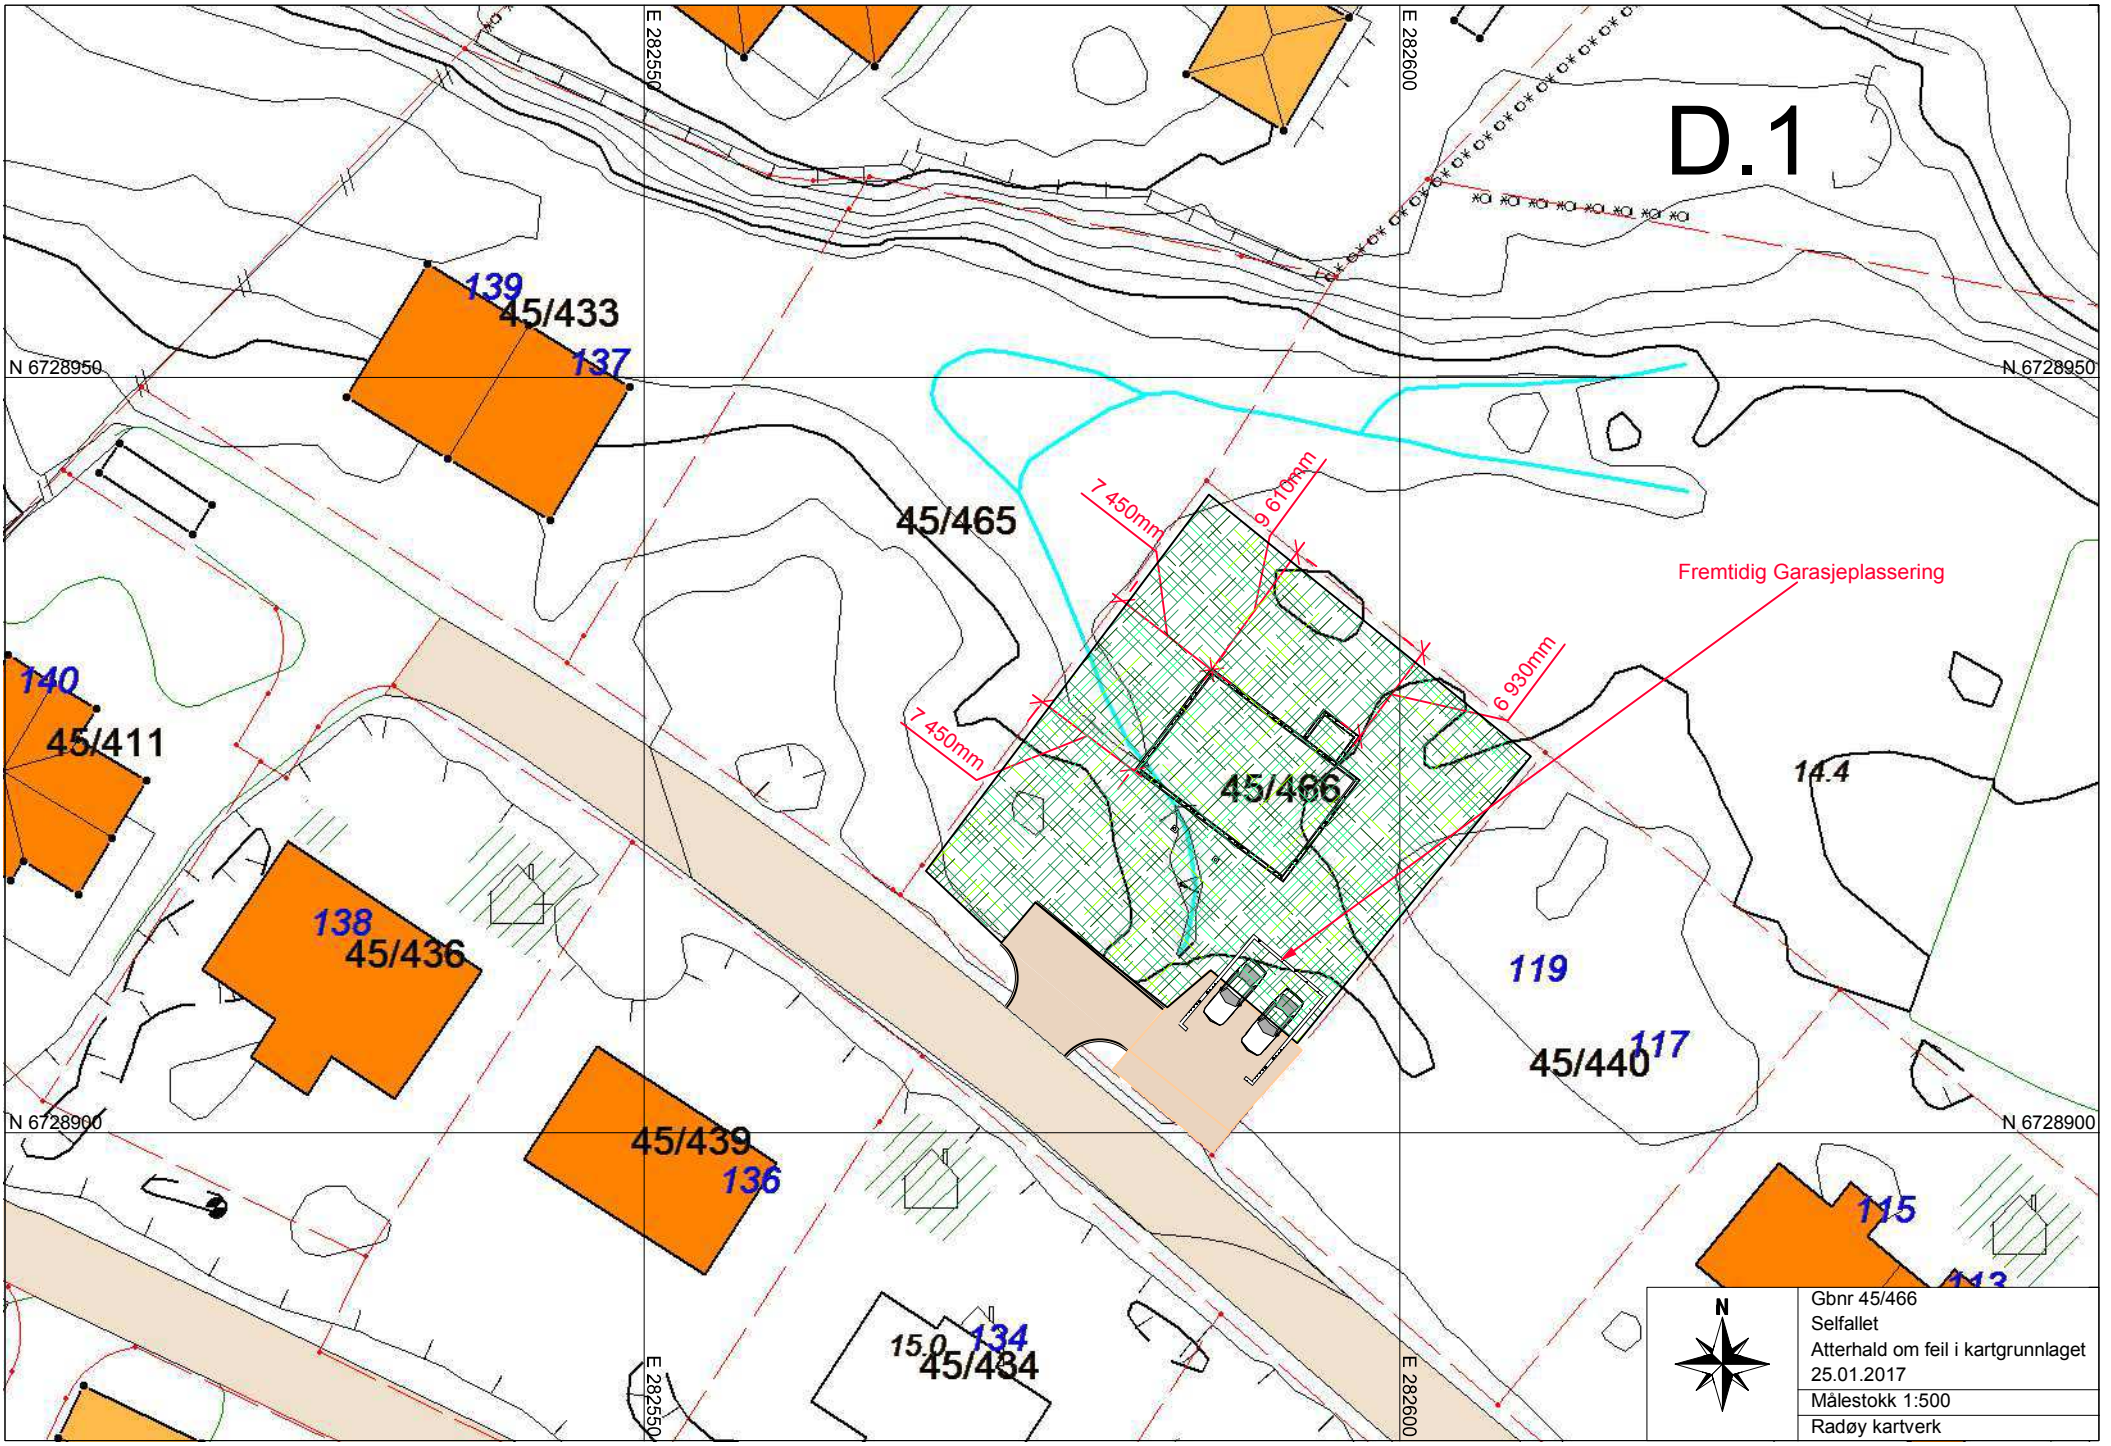 E 282550
E 282600
D.1
139
45/433
137
N 6728950
N 6728950
7 450mm
9 610mm
45/465
Fremtidig Garasjeplassering
6 930mm
140
45/411
7 450mm
45/466
14.4
138
45/436
119
117
45/440
N 6728900
N 6728900
45/439
136
115
113
15.0
134
45/434
E 282550
E 282600
N
Gbnr 45/466
Selfallet
Atterhald om feil i kartgrunnlaget
25.01.2017
Målestokk 1:500
Radøy kartverk